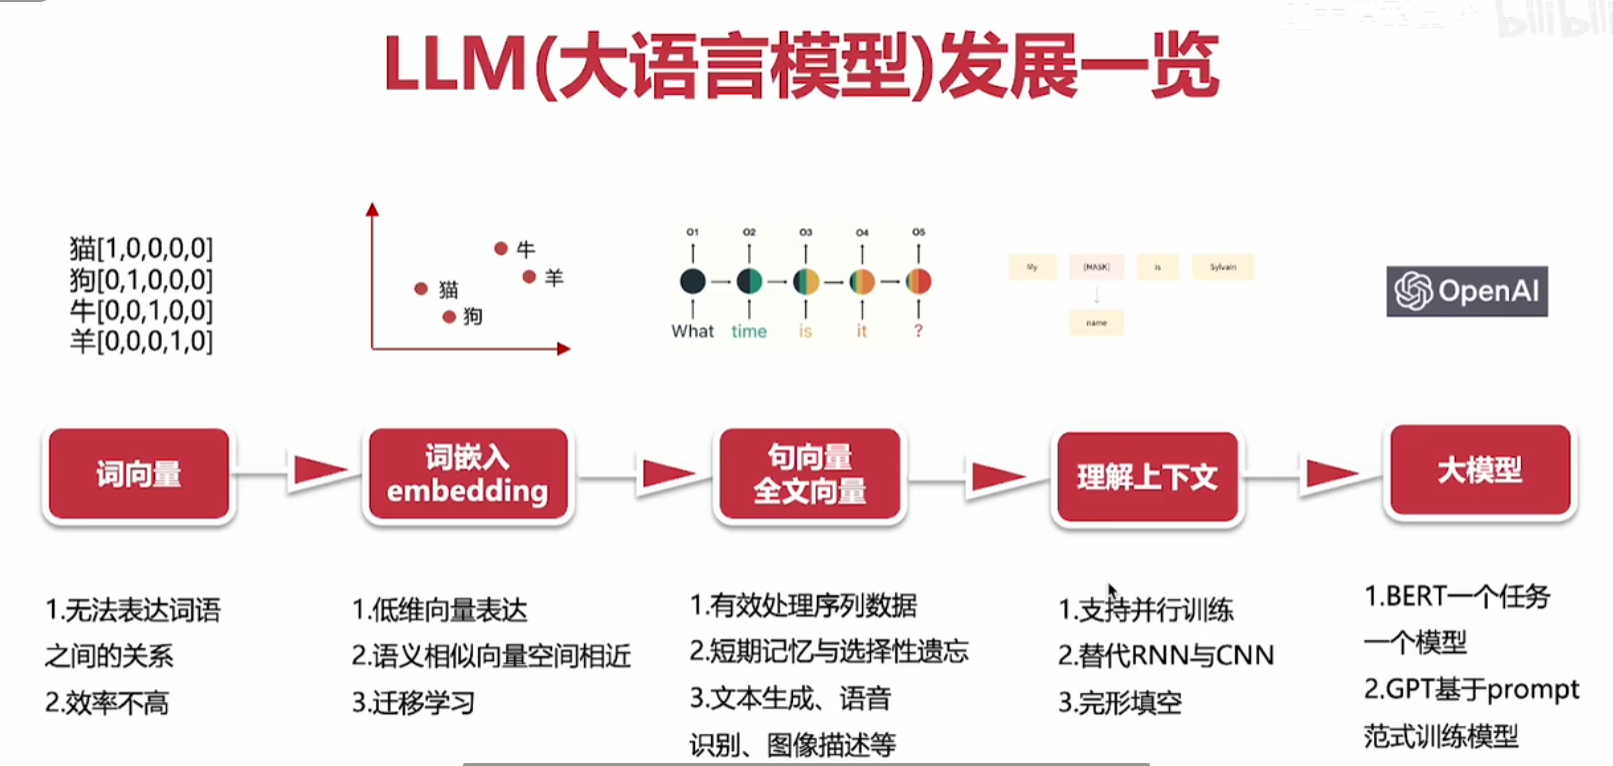 bilibili
LLM(大语言模型)发展一览
猫[1,0,0,0,0]
狗[0,1,0,0,0]
牛[0,0,1,0,0]
羊[0,0,0,1,0]
牛
羊
猫
狗
O1 O2 O3 O4 O5
What time is it ?
My [MASK] is Sylvain
name
OpenAI
词向量
词嵌入
embedding
句向量
全文向量
理解上下文
大模型
1.无法表达词语
之间的关系
2.效率不高
1.低维向量表达
2.语义相似向量空间相近
3.迁移学习
1.有效处理序列数据
2.短期记忆与选择性遗忘
3.文本生成、语音
识别、图像描述等
1.支持并行训练
2.替代RNN与CNN
3.完形填空
1.BERT一个任务
一个模型
2.GPT基于prompt
范式训练模型